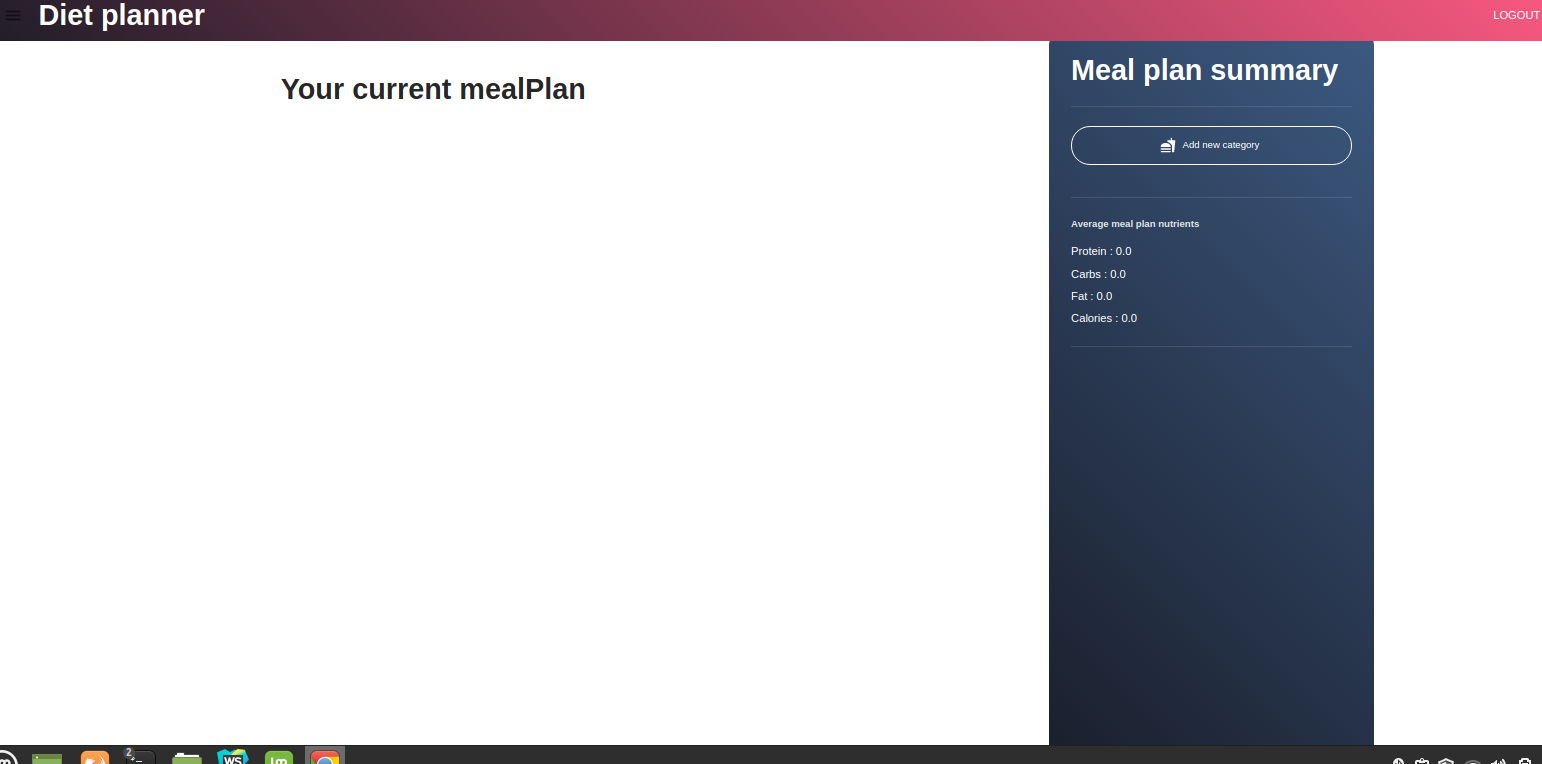 Diet planner
LOGOUT
Your current mealPlan
Meal plan summary
Add new category
Average meal plan nutrients
Protein : 0.0
Carbs : 0.0
Fat : 0.0
Calories : 0.0
2
WS